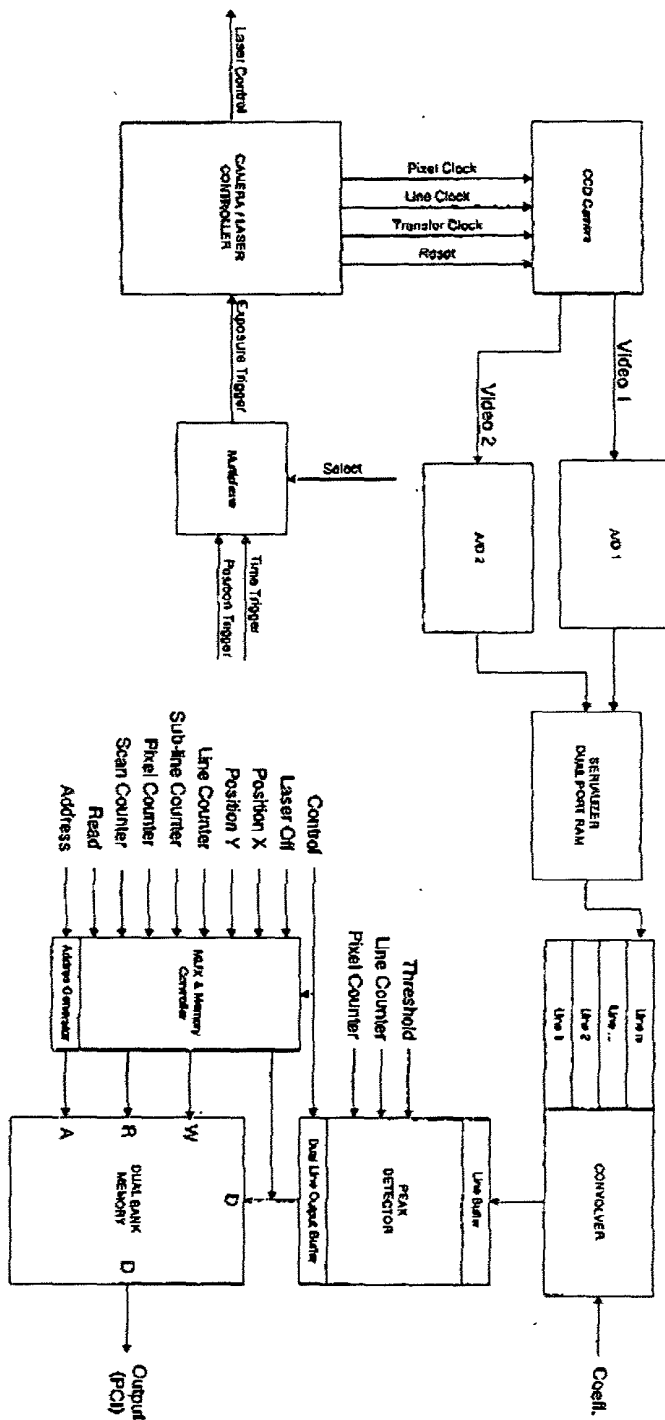 CCD Camera
Video 1
Video 2
A/D 1
A/D 2
SERIALIZER
DUAL PORT
RAM
Line n
Line ...
Line 2
Line 1
CONVOLVER
Coeff.
Pixel Clock
Line Clock
Transfer Clock
Reset
CAMERA / LASER
CONTROLLER
Laser Control
Exposure Trigger
Multiplexer
Select
Time Trigger
Position Trigger
Threshold
Line Counter
Pixel Counter
Line Buffer
PEAK
DETECTOR
Dual Line Output Buffer
Control
Laser Off
Position X
Position Y
Line Counter
Sub-line Counter
Pixel Counter
Scan Counter
Read
Address
MUX & Memory
Controller
Address Generator
D
W
R
A
DUAL BANK
MEMORY
D
Output
(PCI)